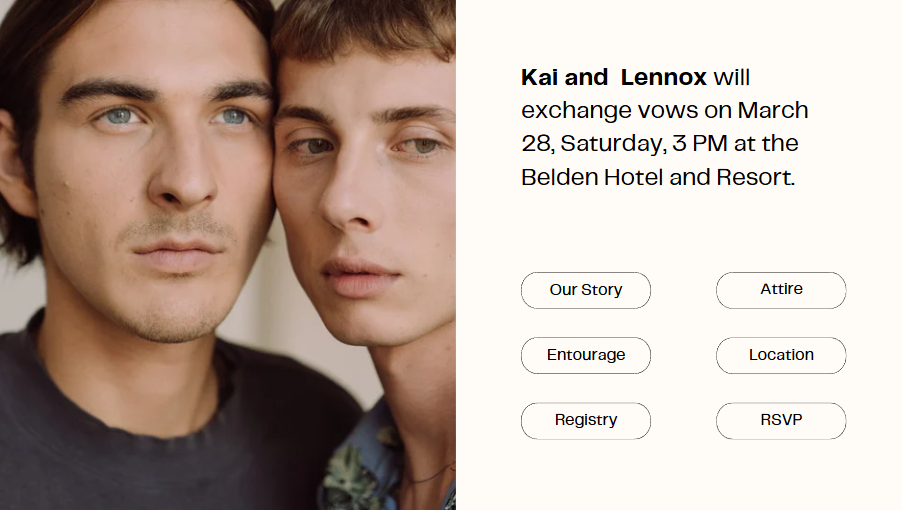 Kai and  Lennox will
exchange vows on March
28, Saturday, 3 PM at the
Belden Hotel and Resort.
Our Story
Attire
Entourage
Location
Registry
RSVP